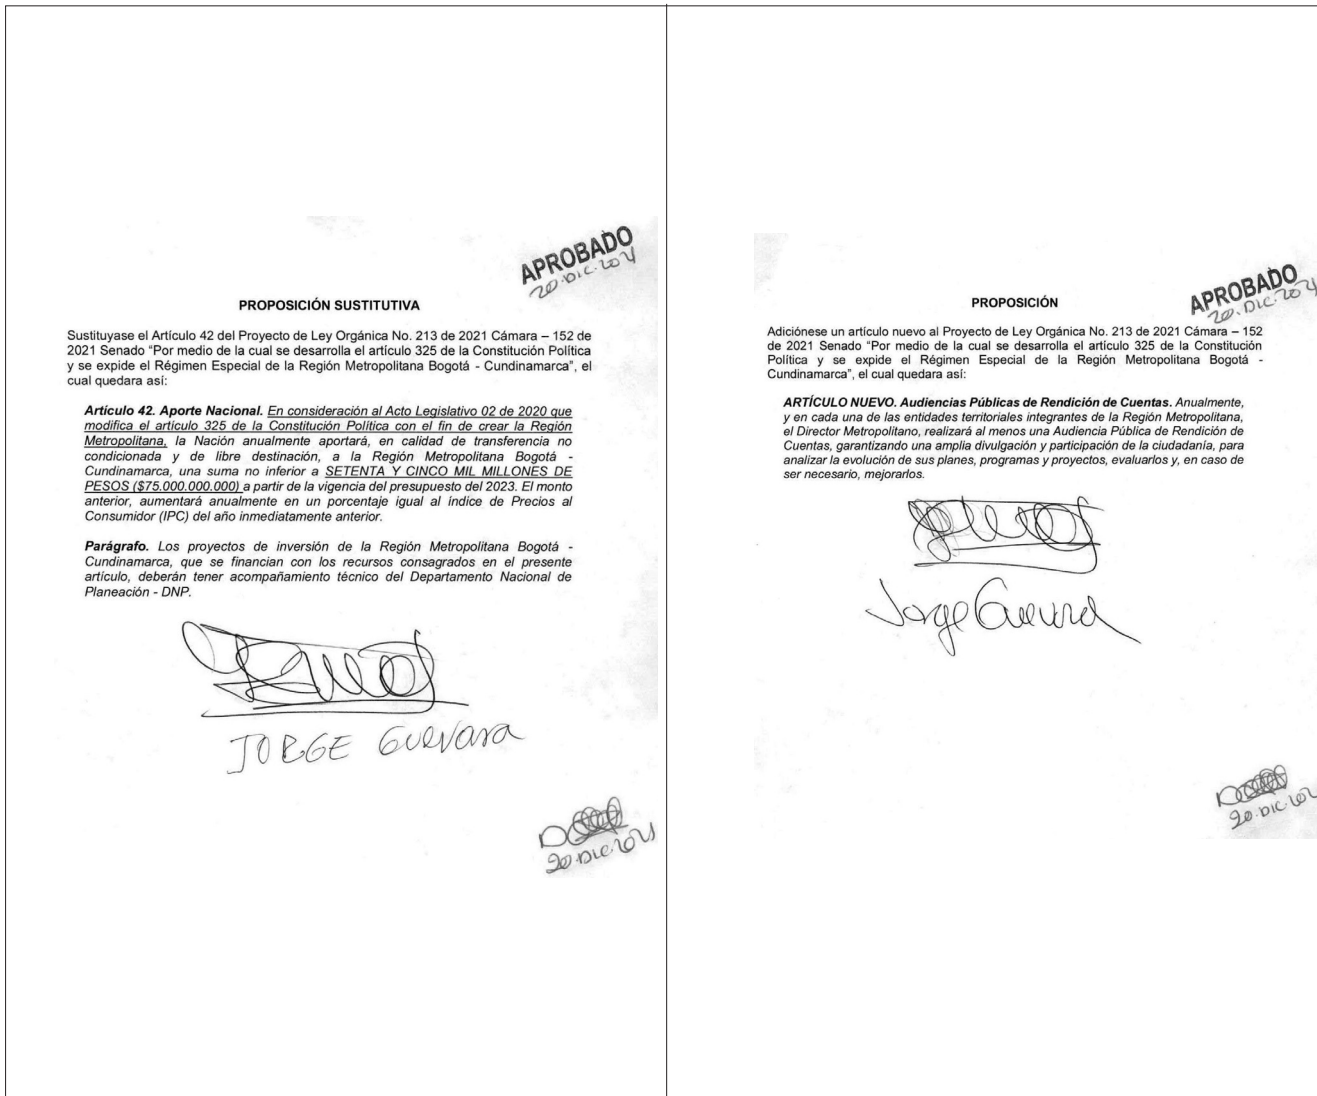 APROBADO
20.DIC.2021
PROPOSICIÓN SUSTITUTIVA
Sustituyase el Artículo 42 del Proyecto de Ley Orgánica No. 213 de 2021 Cámara – 152 de
2021 Senado “Por medio de la cual se desarrolla el artículo 325 de la Constitución Política
y se expide el Régimen Especial de la Región Metropolitana Bogotá - Cundinamarca”, el
cual quedara así:
Artículo 42. Aporte Nacional. En consideración al Acto Legislativo 02 de 2020 que
modifica el artículo 325 de la Constitución Política con el fin de crear la Región
Metropolitana, la Nación anualmente aportará, en calidad de transferencia no
condicionada y de libre destinación, a la Región Metropolitana Bogotá -
Cundinamarca, una suma no inferior a SETENTA Y CINCO MIL MILLONES DE
PESOS ($75.000.000.000) a partir de la vigencia del presupuesto del 2023. El monto
anterior, aumentará anualmente en un porcentaje igual al índice de Precios al
Consumidor (IPC) del año inmediatamente anterior.
Parágrafo. Los proyectos de inversión de la Región Metropolitana Bogotá -
Cundinamarca, que se financian con los recursos consagrados en el presente
artículo, deberán tener acompañamiento técnico del Departamento Nacional de
Planeación - DNP.
JORGE Guevara
20.DIC.2021
APROBADO
20.DIC.2021
PROPOSICIÓN
Adiciónese un artículo nuevo al Proyecto de Ley Orgánica No. 213 de 2021 Cámara – 152
de 2021 Senado “Por medio de la cual se desarrolla el artículo 325 de la Constitución
Política y se expide el Régimen Especial de la Región Metropolitana Bogotá -
Cundinamarca”, el cual quedara así:
ARTÍCULO NUEVO. Audiencias Públicas de Rendición de Cuentas. Anualmente,
y en cada una de las entidades territoriales integrantes de la Región Metropolitana,
el Director Metropolitano, realizará al menos una Audiencia Pública de Rendición de
Cuentas, garantizando una amplia divulgación y participación de la ciudadanía, para
analizar la evolución de sus planes, programas y proyectos, evaluarlos y, en caso de
ser necesario, mejorarlos.
Jorge Guevara
20.DIC.202